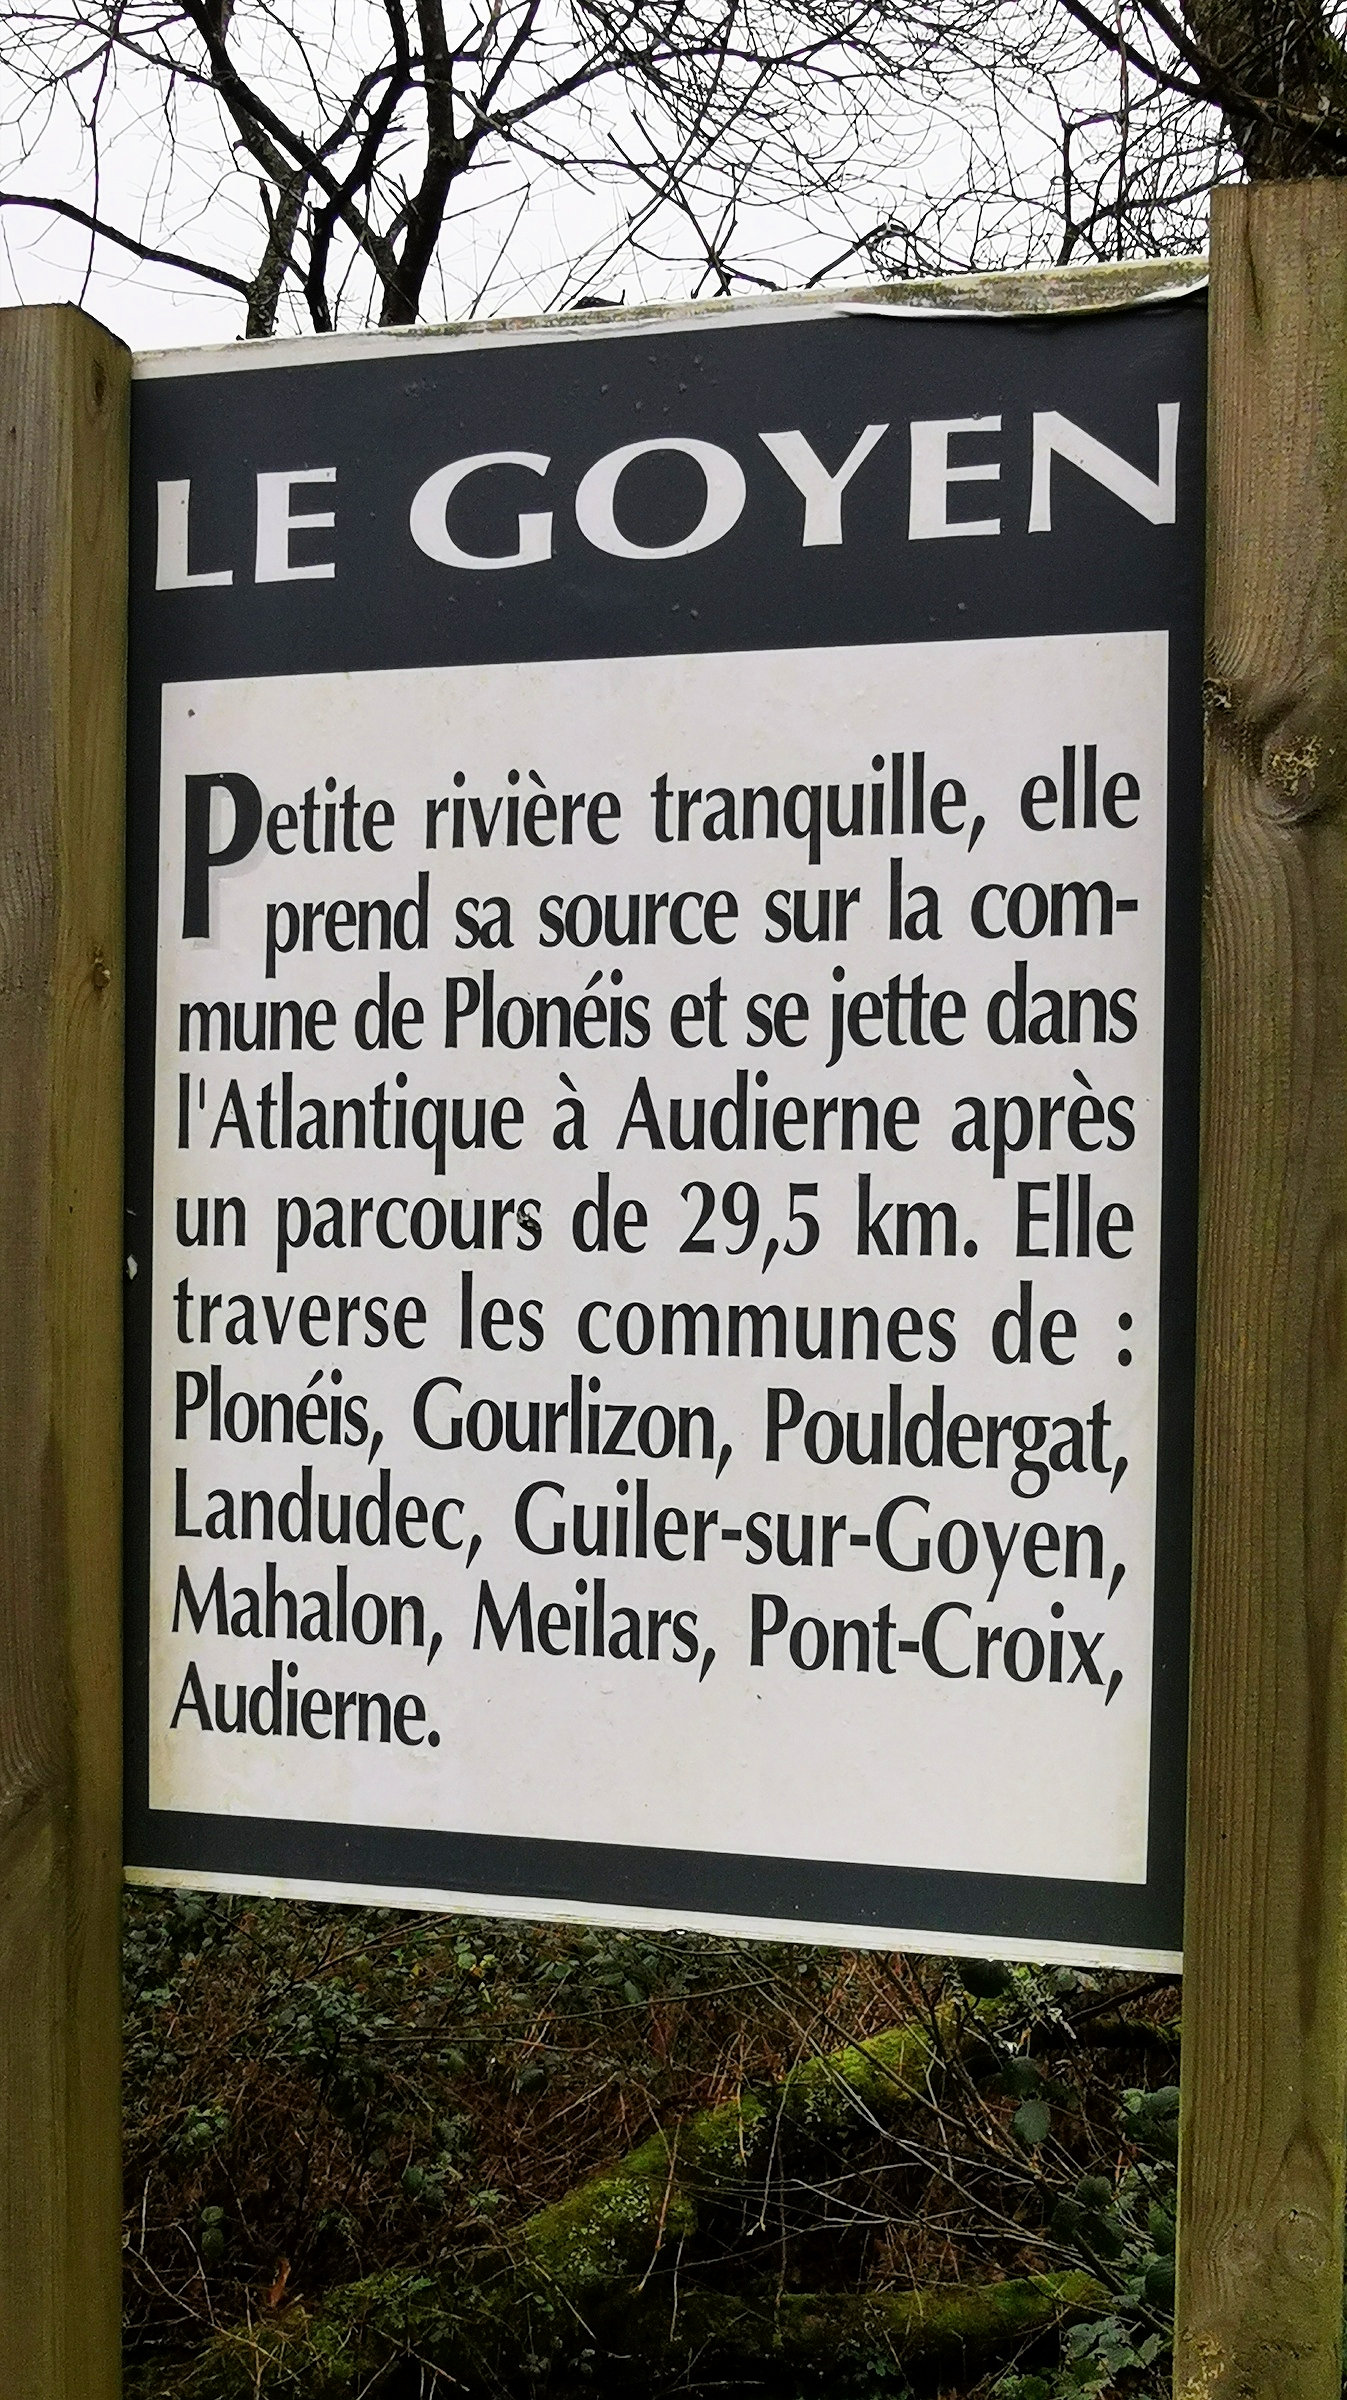 LE GOYEN
Petite rivière tranquille, elle
prend sa source sur la com-
mune de Plonéis et se jette dans
l'Atlantique à Audierne après
un parcours de 29,5 km. Elle
traverse les communes de :
Plonéis, Gourlizon, Pouldergat,
Landudec, Guiler-sur-Goyen,
Mahalon, Meilars, Pont-Croix,
Audierne.